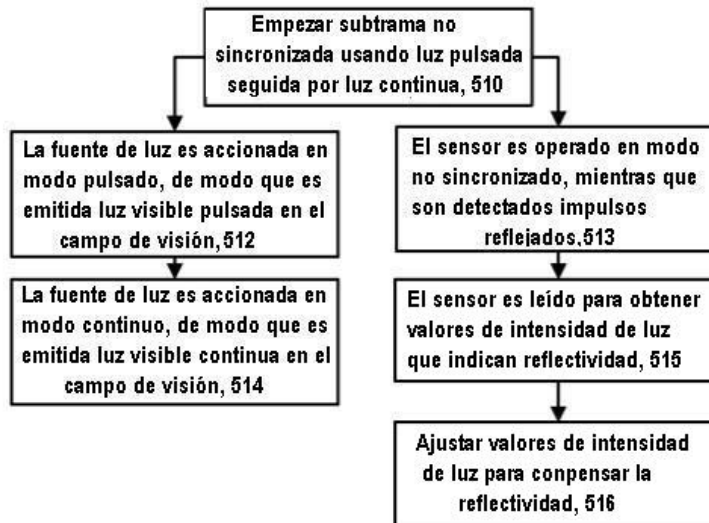 Empezar subtrama no
sincronizada usando luz pulsada
seguida por luz continua, 510
La fuente de luz es accionada en
modo pulsado, de modo que es
emitida luz visible pulsada en el
campo de visión, 512
La fuente de luz es accionada en
modo continuo, de modo que es
emitida luz visible continua en el
campo de visión, 514
El sensor es operado en modo
no sincronizado, mientras que
son detectados impulsos
reflejados,513
El sensor es leído para obtener
valores de intensidad de luz
que indican reflectividad, 515
Ajustar valores de intensidad
de luz para conpensar la
reflectividad, 516